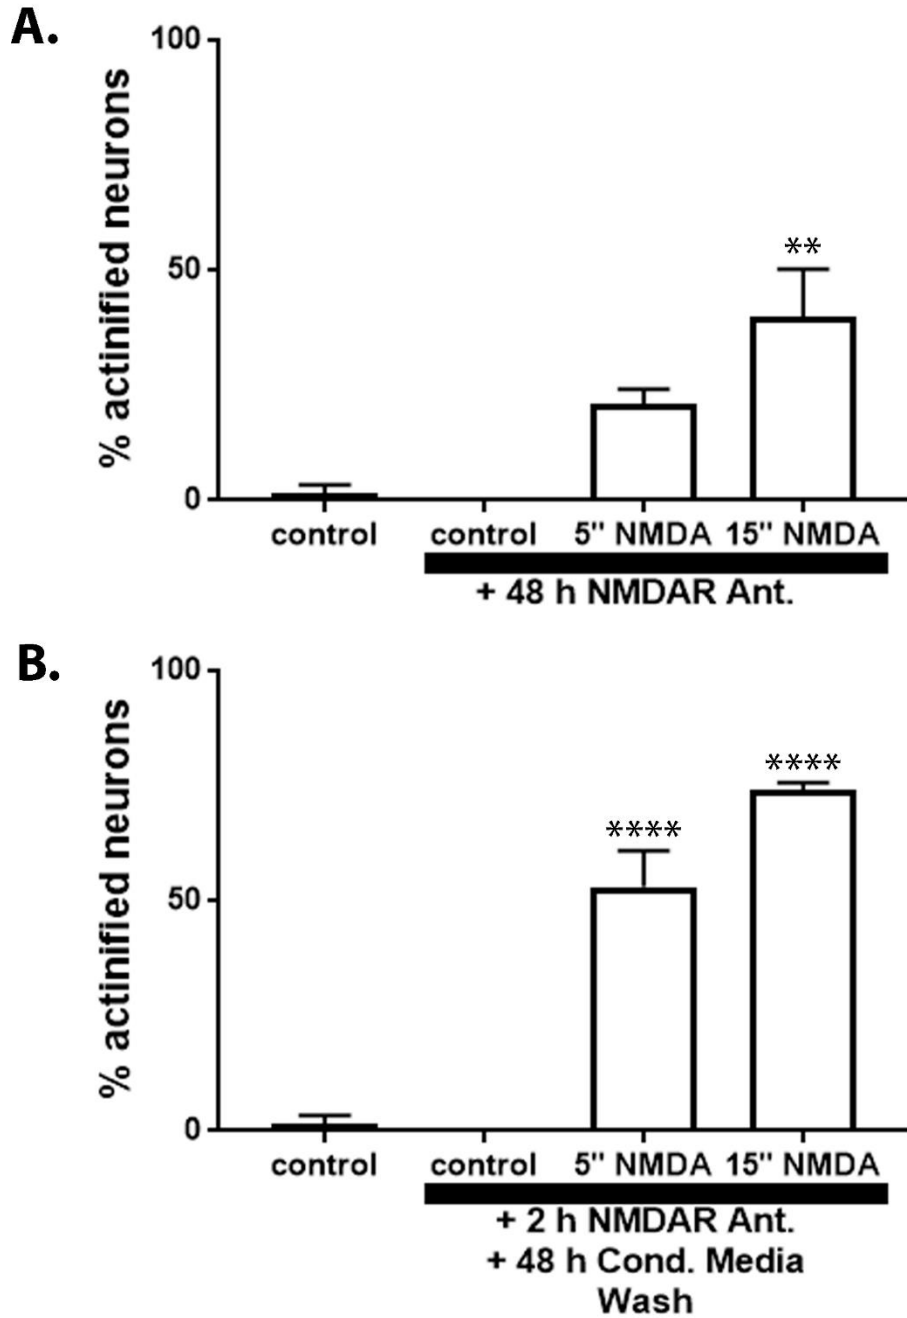 A.
% actinified neurons
100
50
0
**
control control 5" NMDA 15" NMDA
+ 48 h NMDAR Ant.
B.
% actinified neurons
100
50
0
****
****
control control 5" NMDA 15" NMDA
+ 2 h NMDAR Ant.
+ 48 h Cond. Media
Wash